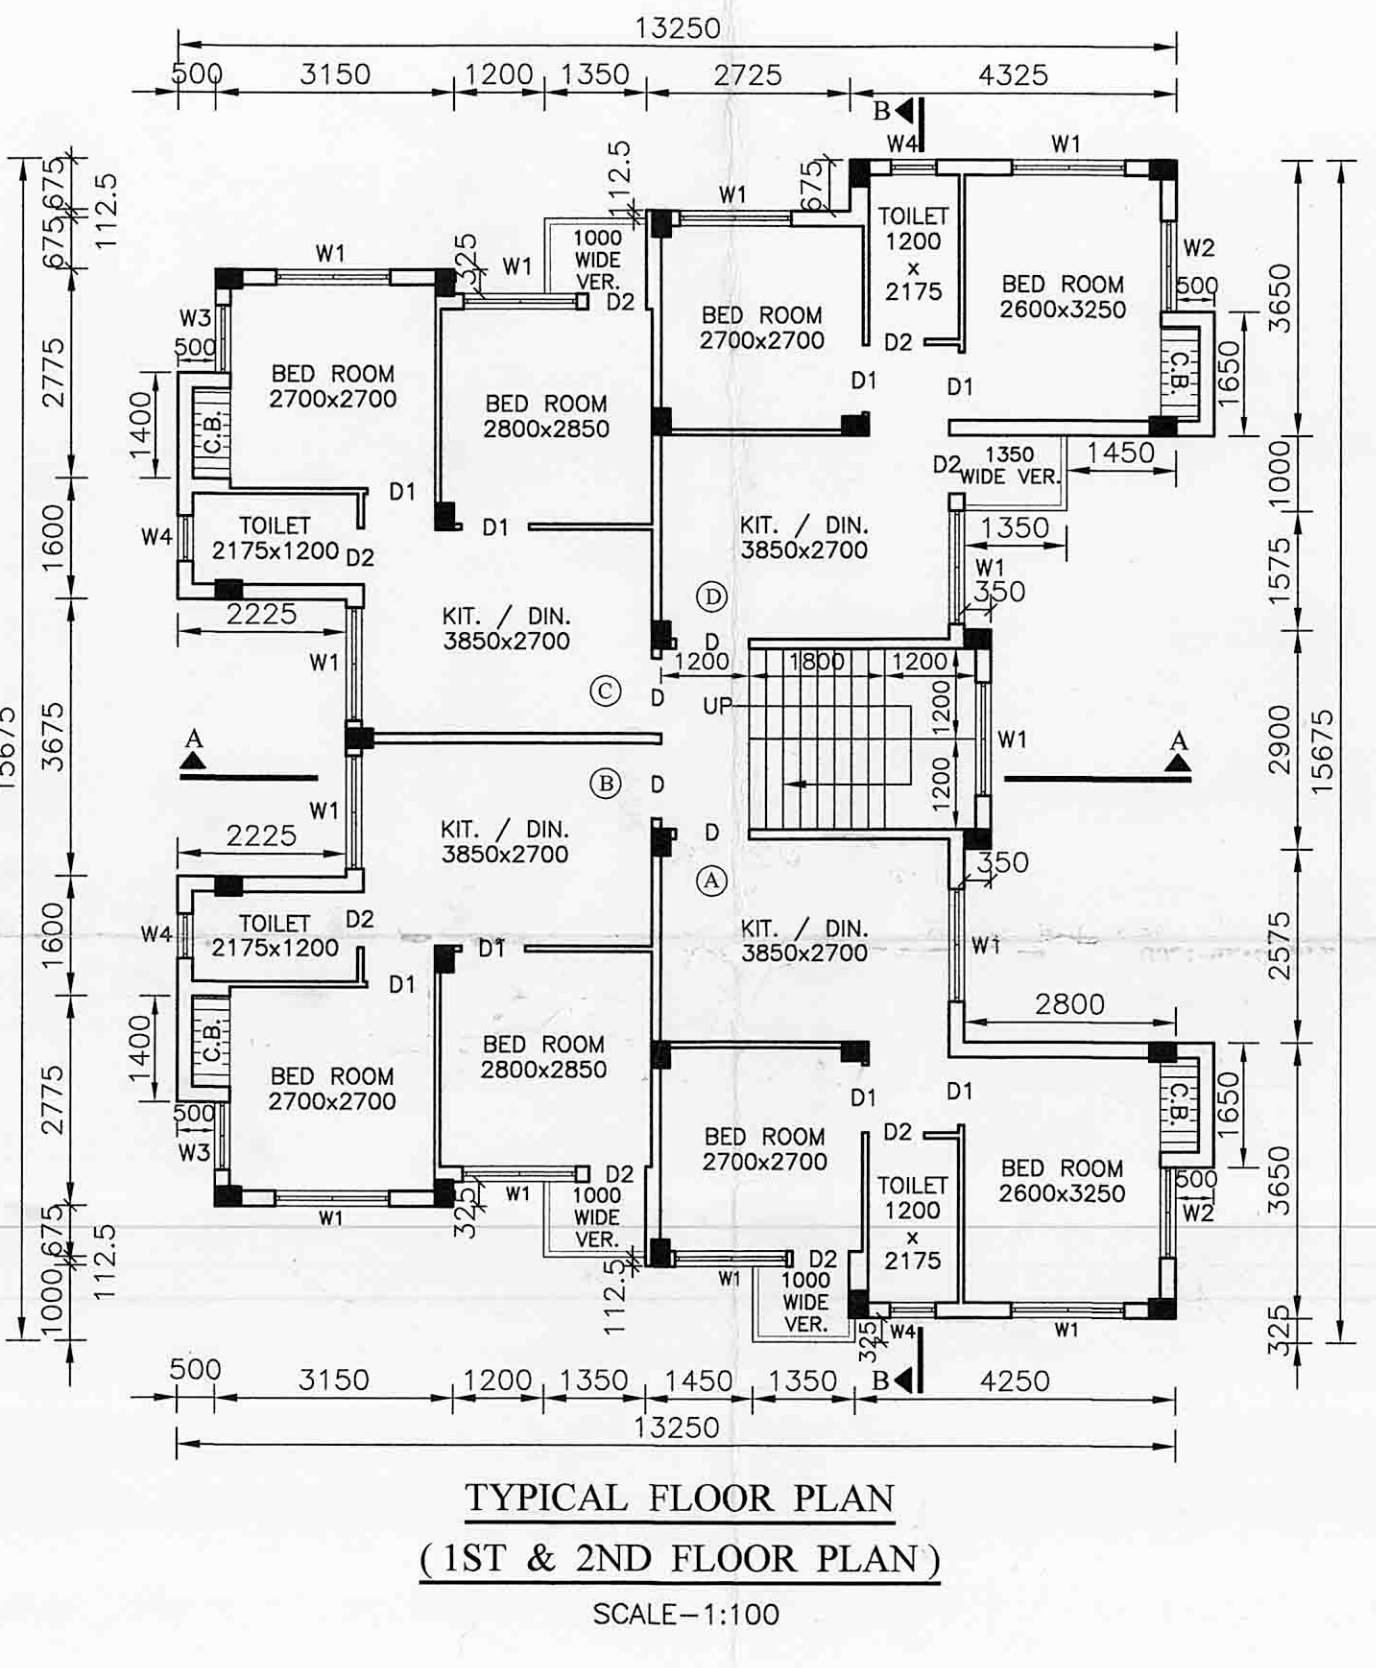 13250
500 3150 1200 1350 2725 4325
B
W4 W1
675 112.5 675
112.5
675
W1
TOILET
1200
x
2175
W2
500
BED ROOM
2600x3250
3650
1650
C.B.
W1
325
W1
1000
WIDE
VER.
D2
BED ROOM
2700x2700
D2
D1
D1
W3
500
2775
1400
C.B.
BED ROOM
2700x2700
BED ROOM
2800x2850
D1
D1
D2
1350
WIDE VER.
1450
1000
1600
W4
TOILET
2175x1200
D2
KIT. / DIN.
3850x2700
1350
W1
350
1575
2225
KIT. / DIN.
3850x2700
D
D
1200 1800 1200
W1
C
D
UP
1200
1200
W1
3675
2900
15675
A
A
B
D
W1
2225
KIT. / DIN.
3850x2700
D
A
350
KIT. / DIN.
3850x2700
W1
2575
1600
W4
TOILET
2175x1200
D2
D1
D1
2800
1400
C.B.
BED ROOM
2700x2700
BED ROOM
2800x2850
D1
D1
C.B.
1650
2775
500
W3
BED ROOM
2700x2700
D2
BED ROOM
2600x3250
500
W2
3650
W1
325
W1
D2
1000
WIDE
VER.
TOILET
1200
x
2175
1000 675 112.5
112.5
W1
D2
1000
WIDE
VER.
325
W4
W1
325
500 3150 1200 1350 1450 1350 B 4250
13250
TYPICAL FLOOR PLAN
( 1ST & 2ND FLOOR PLAN )
SCALE-1:100